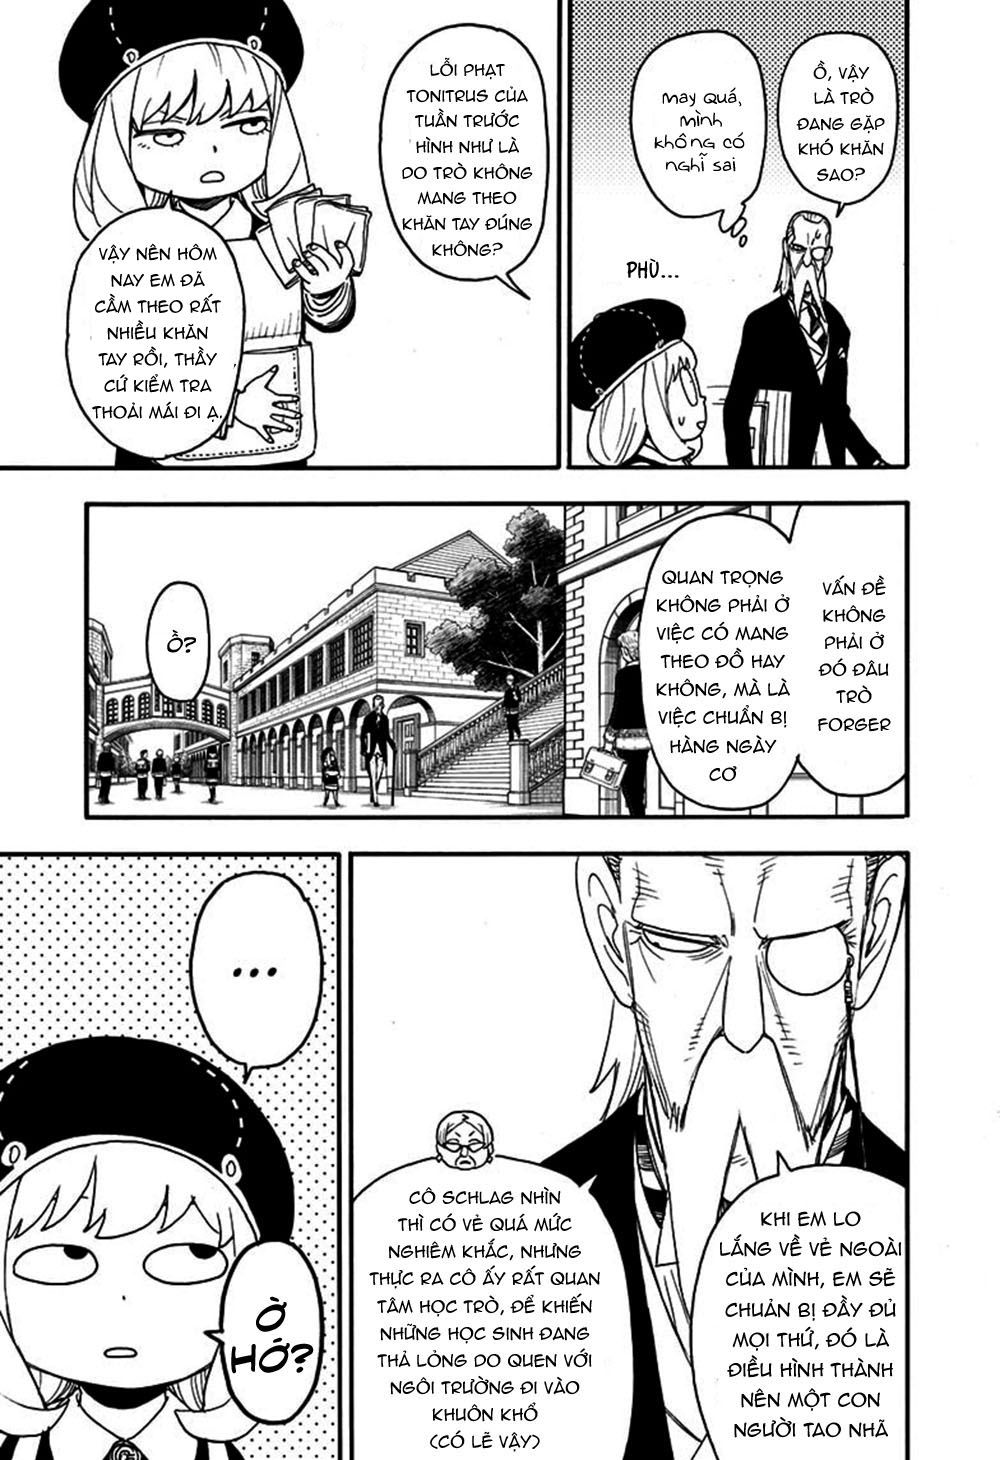 Ồ, VẬY
LÀ TRÒ
ĐANG GẶP
KHÓ KHĂN
SAO?
MAY QUÁ,
MÌNH
KHÔNG CÓ
NGHĨ SAI
PHÙ...
LỖI PHẠT
TONITRUS CỦA
TUẦN TRƯỚC
HÌNH NHƯ LÀ
DO TRÒ KHÔNG
MANG THEO
KHĂN TAY ĐÚNG
KHÔNG?
VẬY NÊN HÔM
NAY EM ĐÃ
CẦM THEO RẤT
NHIỀU KHĂN
TAY RỒI, THẦY
CỨ KIỂM TRA
THOẢI MÁI ĐI Ạ.
VẤN ĐỀ
KHÔNG
PHẢI Ở
ĐÓ ĐÂU
TRÒ
FORGER
QUAN TRỌNG
KHÔNG PHẢI Ở
VIỆC CÓ MANG
THEO ĐỒ HAY
KHÔNG, MÀ LÀ
VIỆC CHUẨN BỊ
HÀNG NGÀY
CƠ
Ồ?
KHI EM LO
LẮNG VỀ VẺ NGOÀI
CỦA MÌNH, EM SẼ
CHUẢN BỊ ĐẦY ĐỦ
MỌI THỨ, ĐÓ LÀ
ĐIỀU HÌNH THÀNH
NÊN MỘT CON
NGƯỜI TAO NHÃ
CÔ SCHLAG NHÌN
THÌ CÓ VẺ QUÁ MỨC
NGHIÊM KHẮC, NHƯNG
THỰC RA CÔ ẤY RẤT QUAN
TÂM HỌC TRÒ, ĐỂ KHIẾN
NHỮNG HỌC SINH ĐANG
THẢ LỎNG DO QUEN VỚI
NGÔI TRƯỜNG ĐI VÀO
KHUÔN KHỔ
(CÓ LẼ VẬY)
...
Ờ
HỚ?